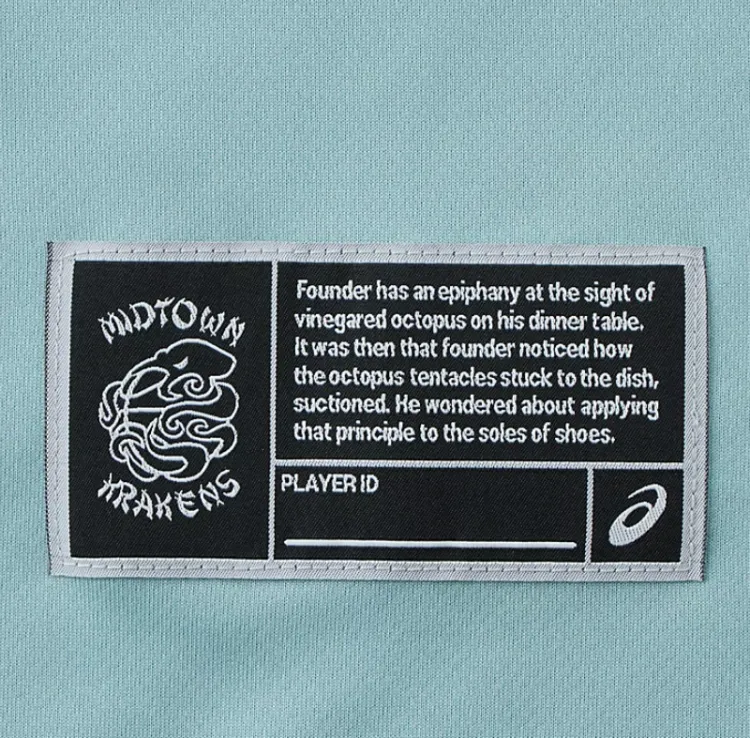 MIDTOWN
KRAKENS
Founder has an epiphany at the sight of
vinegared octopus on his dinner table.
It was then that founder noticed how
the octopus tentacles stuck to the dish,
suctioned. He wondered about applying
that principle to the soles of shoes.
PLAYER ID